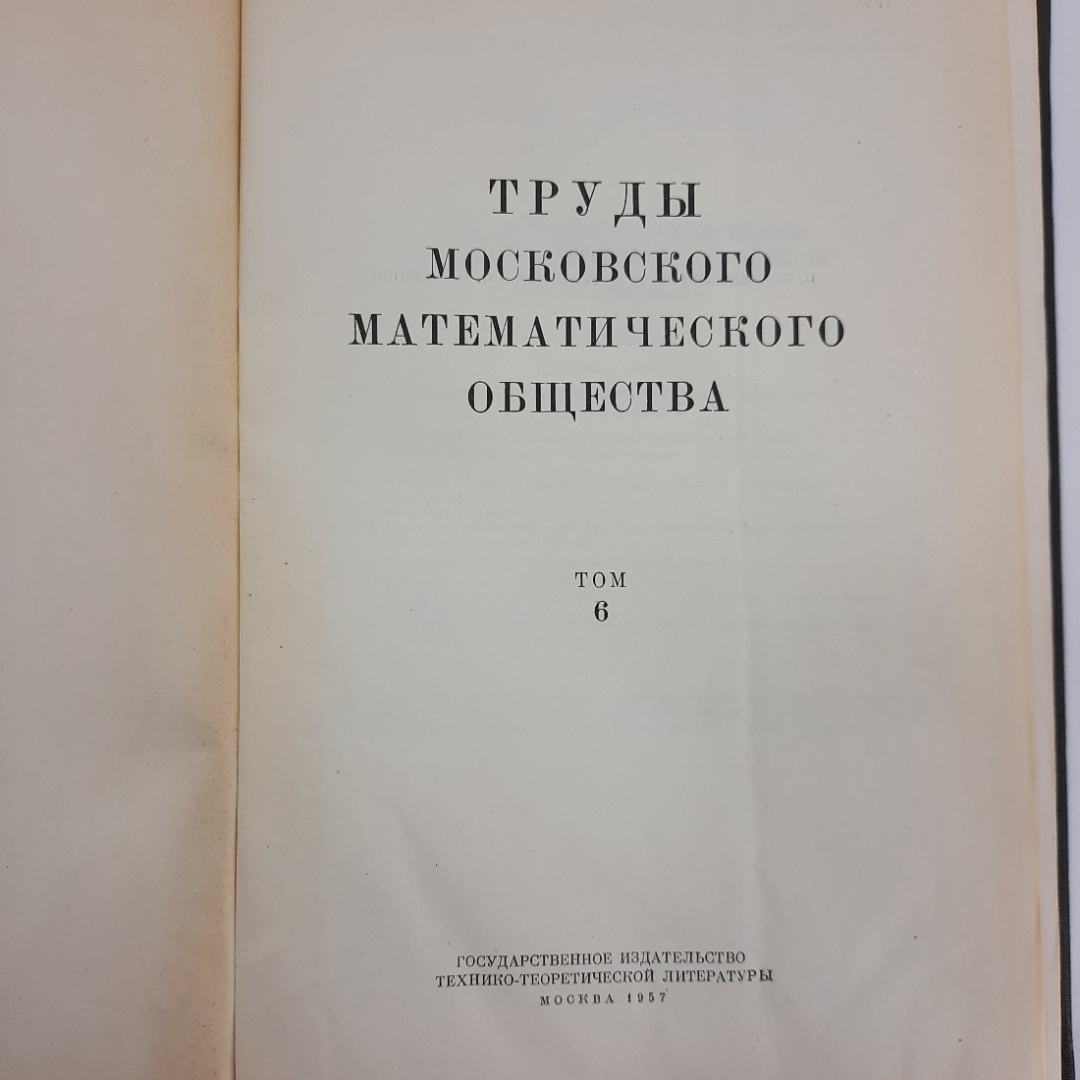 ТРУДЫ
МОСКОВСКОГО
МАТЕМАТИЧЕСКОГО
ОБЩЕСТВА
ТОМ
6
ГОСУДАРСТВЕННОЕ ИЗДАТЕЛЬСТВО
ТЕХНИКО-ТЕОРЕТИЧЕСКОЙ ЛИТЕРАТУРЫ
МОСКВА 1957